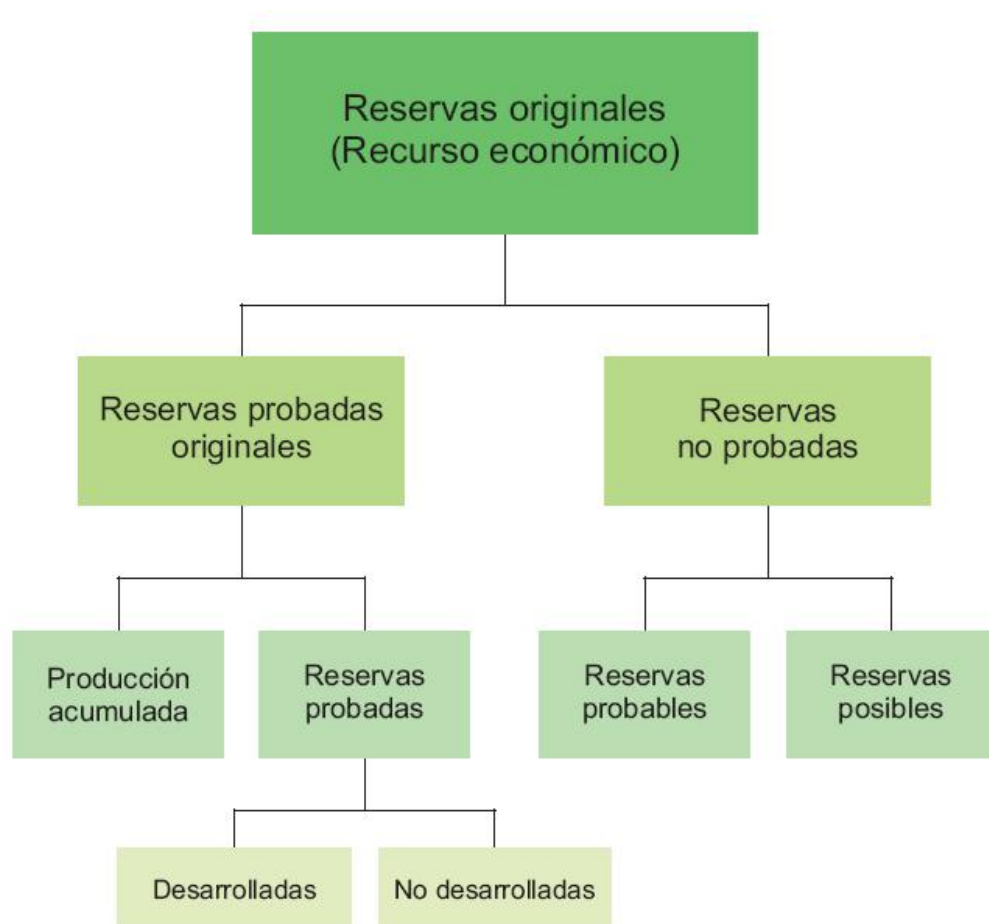 Reservas originales
(Recurso económico)
Reservas probadas
originales
Reservas
no probadas
Producción
acumulada
Reservas
probadas
Reservas
probables
Reservas
posibles
Desarrolladas
No desarrolladas